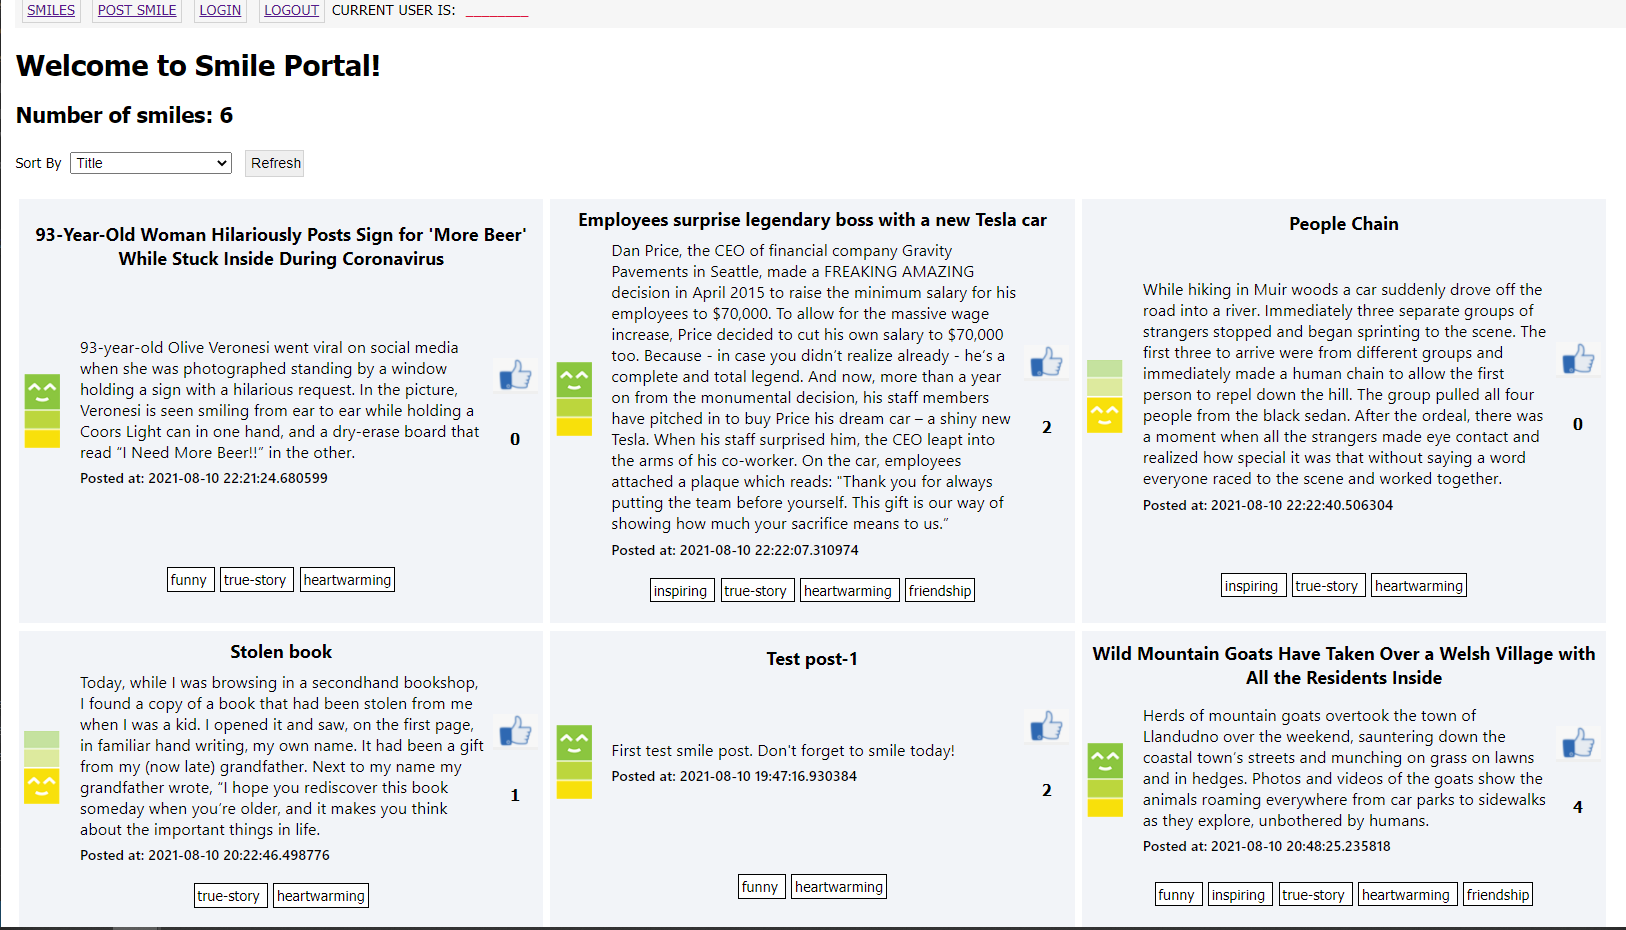 SMILES POST SMILE LOGIN LOGOUT CURRENT USER IS: ________
Welcome to Smile Portal!
Number of smiles: 6
Sort By Title Refresh
93-Year-Old Woman Hilariously Posts Sign for 'More Beer'
While Stuck Inside During Coronavirus
93-year-old Olive Veronesi went viral on social media
when she was photographed standing by a window
holding a sign with a hilarious request. In the picture,
Veronesi is seen smiling from ear to ear while holding a
Coors Light can in one hand, and a dry-erase board that
read “I Need More Beer!!” in the other.
Posted at: 2021-08-10 22:21:24.680599
0
funny true-story heartwarming
Employees surprise legendary boss with a new Tesla car
Dan Price, the CEO of financial company Gravity
Pavements in Seattle, made a FREAKING AMAZING
decision in April 2015 to raise the minimum salary for his
employees to $70,000. To allow for the massive wage
increase, Price decided to cut his own salary to $70,000
too. Because - in case you didn’t realize already - he’s a
complete and total legend. And now, more than a year
on from the monumental decision, his staff members
have pitched in to buy Price his dream car – a shiny new
Tesla. When his staff surprised him, the CEO leapt into
the arms of his co-worker. On the car, employees
attached a plaque which reads: "Thank you for always
putting the team before yourself. This gift is our way of
showing how much your sacrifice means to us.”
Posted at: 2021-08-10 22:22:07.310974
2
inspiring true-story heartwarming friendship
People Chain
While hiking in Muir woods a car suddenly drove off the
road into a river. Immediately three separate groups of
strangers stopped and began sprinting to the scene. The
first three to arrive were from different groups and
immediately made a human chain to allow the first
person to repel down the hill. The group pulled all four
people from the black sedan. After the ordeal, there was
a moment when all the strangers made eye contact and
realized how special it was that without saying a word
everyone raced to the scene and worked together.
Posted at: 2021-08-10 22:22:40.506304
0
inspiring true-story heartwarming
Stolen book
Today, while I was browsing in a secondhand bookshop,
I found a copy of a book that had been stolen from me
when I was a kid. I opened it and saw, on the first page,
in familiar hand writing, my own name. It had been a gift
from my (now late) grandfather. Next to my name my
grandfather wrote, “I hope you rediscover this book
someday when you’re older, and it makes you think
about the important things in life.
Posted at: 2021-08-10 20:22:46.498776
1
true-story heartwarming
Test post-1
First test smile post. Don't forget to smile today!
Posted at: 2021-08-10 19:47:16.930384
2
funny heartwarming
Wild Mountain Goats Have Taken Over a Welsh Village with
All the Residents Inside
Herds of mountain goats overtook the town of
Llandudno over the weekend, sauntering down the
coastal town’s streets and munching on grass on lawns
and in hedges. Photos and videos of the goats show the
animals roaming everywhere from car parks to sidewalks
as they explore, unbothered by humans.
Posted at: 2021-08-10 20:48:25.235818
4
funny inspiring true-story heartwarming friendship